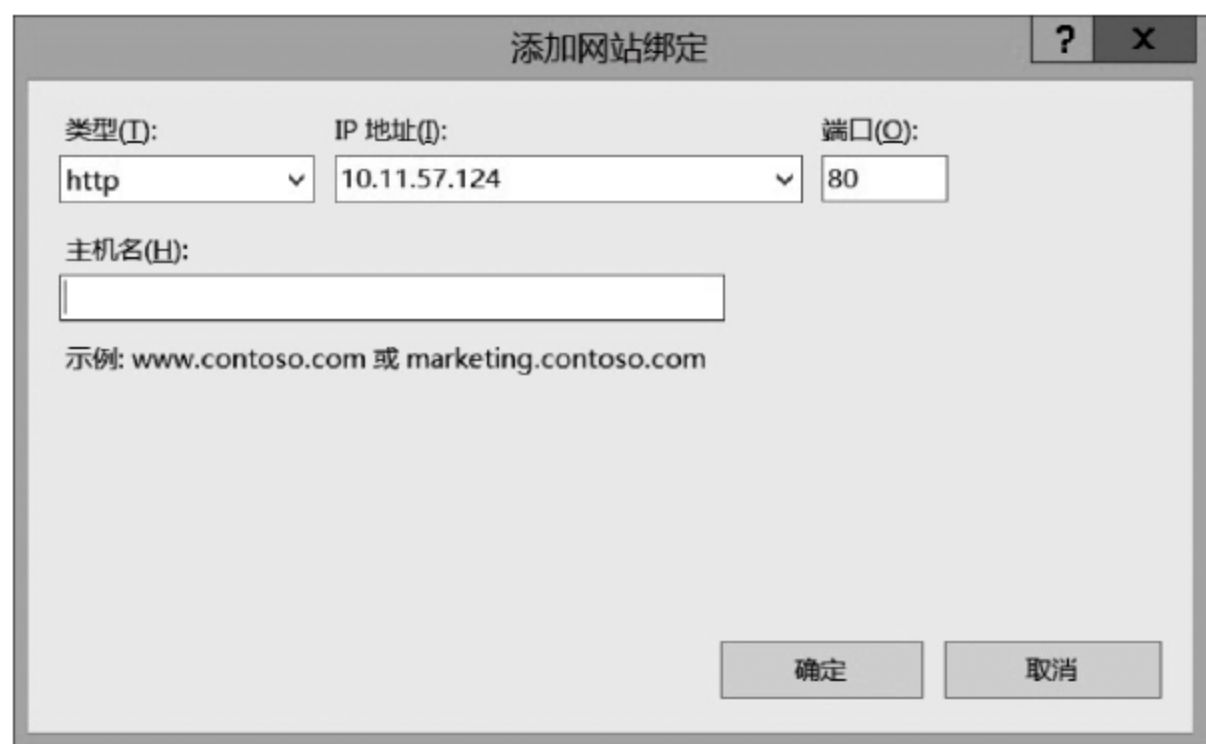 添加网站绑定
? X
类型(T): IP 地址(I): 端口(O):
http 10.11.57.124 80
主机名(H):
示例: www.contoso.com 或 marketing.contoso.com
确定 取消